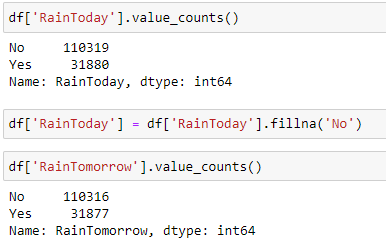 df['RainToday'].value_counts()
No     110319
Yes     31880
Name: RainToday, dtype: int64
df['RainToday'] = df['RainToday'].fillna('No')
df['RainTomorrow'].value_counts()
No     110316
Yes     31877
Name: RainTomorrow, dtype: int64